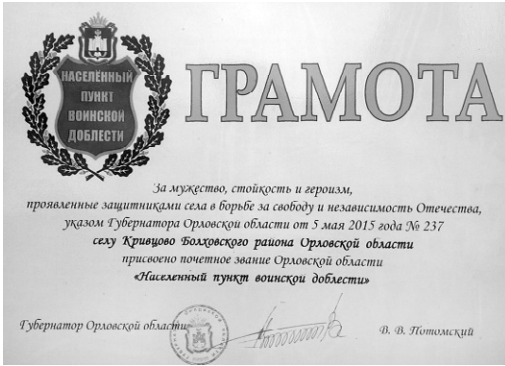 НАСЕЛЁННЫЙ
ПУНКТ
ВОИНСКОЙ
ДОБЛЕСТИ
ГРАМОТА
За мужество, стойкость и героизм,
проявленные защитниками села в борьбе за свободу и независимость Отечества,
указом Губернатора Орловской области от 5 мая 2015 года № 237
селу Кривцово Болховского района Орловской области
присвоено почетное звание Орловской области
«Населенный пункт воинской доблести»
Губернатор Орловской области
В. В. Потомский